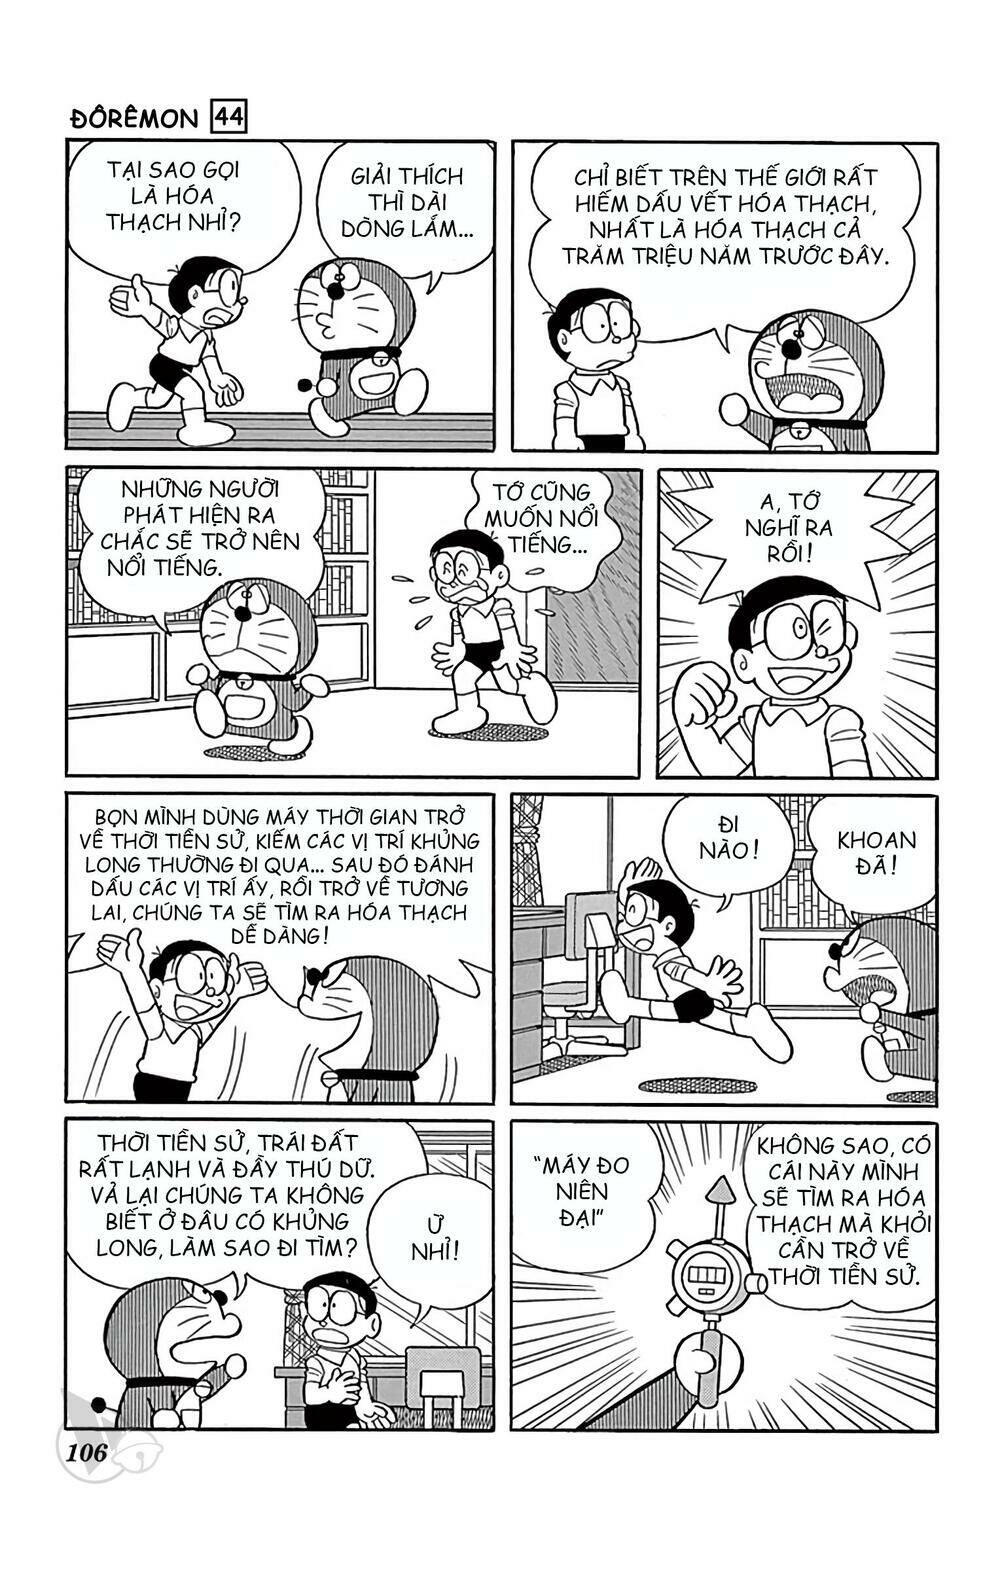 ĐÔRÊMON 44
TẠI SAO GỌI
LÀ HÓA
THẠCH NHỈ?
GIẢI THÍCH
THÌ DÀI
DÒNG LẮM...
CHỈ BIẾT TRÊN THẾ GIỚI RẤT
HIẾM DẤU VẾT HÓA THẠCH,
NHẤT LÀ HÓA THẠCH CẢ
TRĂM TRIỆU NĂM TRƯỚC ĐÂY.
NHỮNG NGƯỜI
PHÁT HIỆN RA
CHẮC SẼ TRỞ NÊN
NỔI TIẾNG.
TỚ CŨNG
MUỐN NỔI
TIẾNG...
A, TỚ
NGHĨ RA
RỒI!
BỌN MÌNH DÙNG MÁY THỜI GIAN TRỞ
VỀ THỜI TIỀN SỬ, KIẾM CÁC VỊ TRÍ KHỦNG
LONG THƯỜNG ĐI QUA... SAU ĐÓ ĐÁNH
DẤU CÁC VỊ TRÍ ẤY, RỒI TRỞ VỀ TƯƠNG
LAI, CHÚNG TA SẼ TÌM RA HÓA THẠCH
DỄ DÀNG!
ĐI
NÀO!
KHOAN
ĐÃ!
THỜI TIỀN SỬ, TRÁI ĐẤT
RẤT LẠNH VÀ ĐẦY THÚ DỮ.
VẢ LẠI CHÚNG TA KHÔNG
BIẾT Ở ĐÂU CÓ KHỦNG
LONG, LÀM SAO ĐI TÌM?
Ừ
NHỈ!
"MÁY ĐO
NIÊN
ĐẠI"
KHÔNG SAO, CÓ
CÁI NÀY MÌNH
SẼ TÌM RA HÓA
THẠCH MÀ KHỎI
CẦN TRỞ VỀ
THỜI TIỀN SỬ.
106